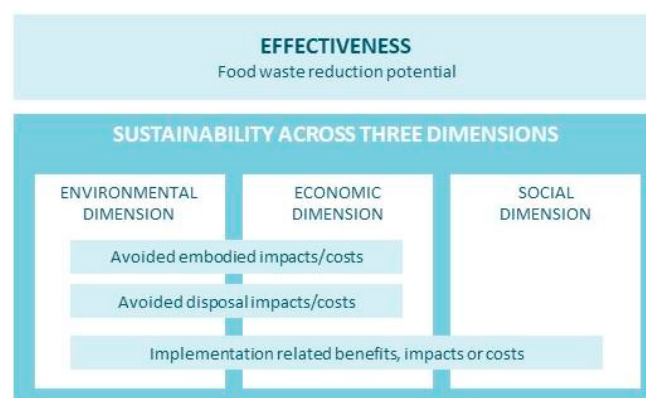 EFFECTIVENESS
Food waste reduction potential
SUSTAINABILITY ACROSS THREE DIMENSIONS
ENVIRONMENTAL
DIMENSION
ECONOMIC
DIMENSION
SOCIAL
DIMENSION
Avoided embodied impacts/costs
Avoided disposal impacts/costs
Implementation related benefits, impacts or costs